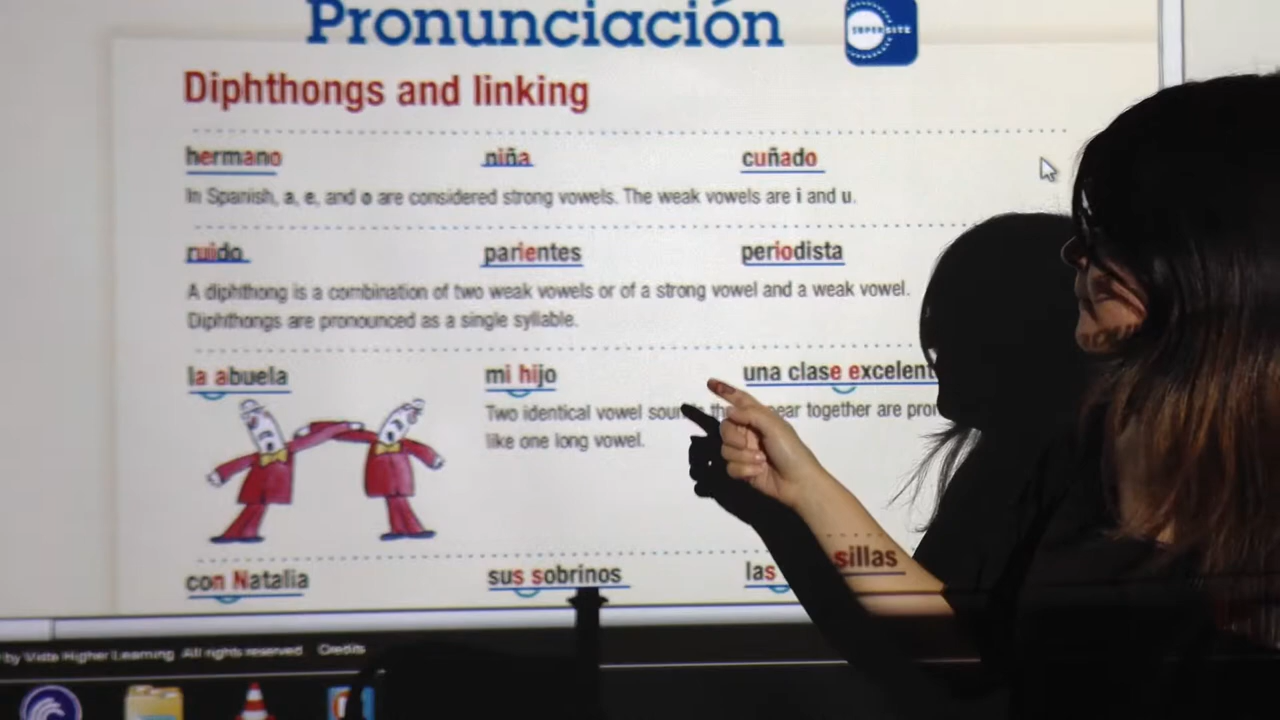 Pronunciación
SUPERSITE
Diphthongs and linking
hermano niña cuñado
In Spanish, a, e, and o are considered strong vowels. The weak vowels are i and u.
ruido parientes periodista
A diphthong is a combination of two weak vowels or of a strong vowel and a weak vowel.
Diphthongs are pronounced as a single syllable.
la abuela mi hijo una clase excelent
Two identical vowel together are
like one long vowel.
con Natalia sus sobrinos las sillas
by Vista Higher Learning. All rights reserved Credits